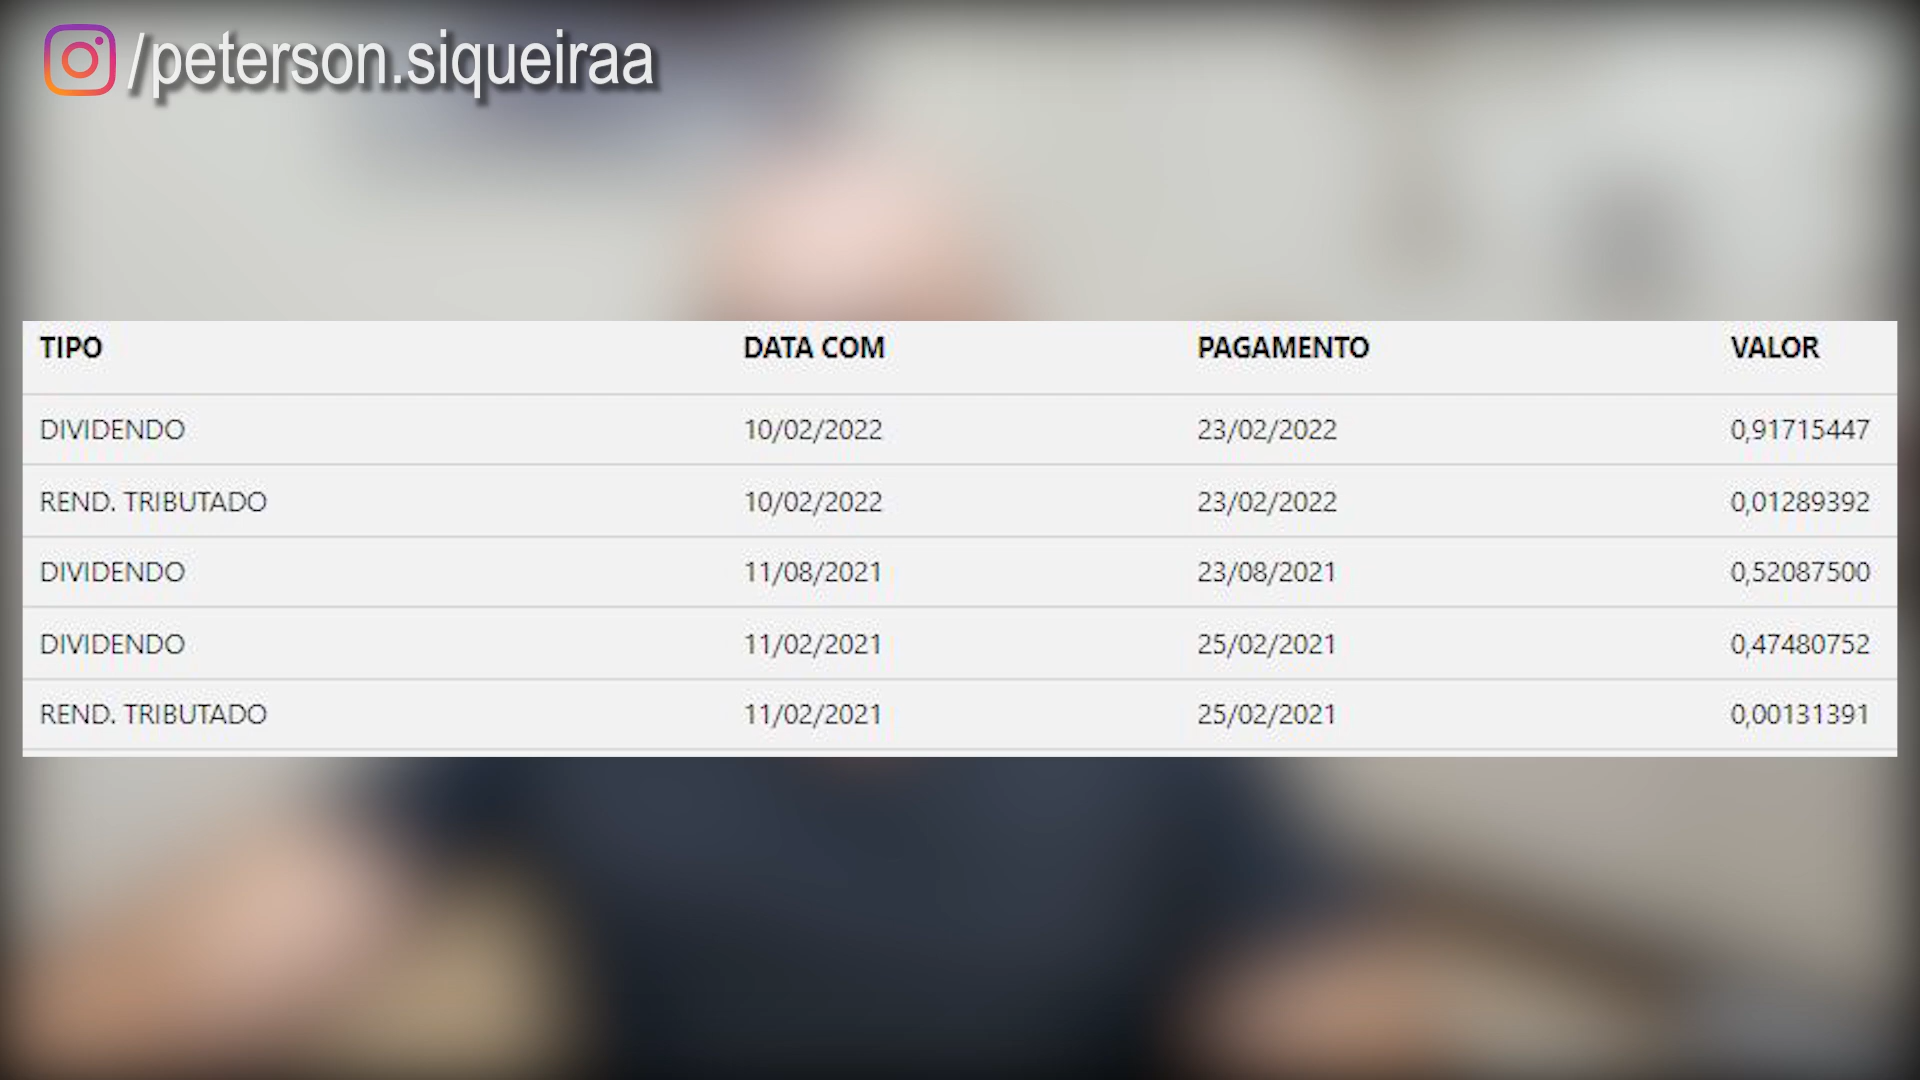 /peterson.siqueiraa
TIPO DATA COM PAGAMENTO VALOR
DIVIDENDO 10/02/2022 23/02/2022 0,91715447
REND. TRIBUTADO 10/02/2022 23/02/2022 0,01289392
DIVIDENDO 11/08/2021 23/08/2021 0,52087500
DIVIDENDO 11/02/2021 25/02/2021 0,47480752
REND. TRIBUTADO 11/02/2021 25/02/2021 0,00131391